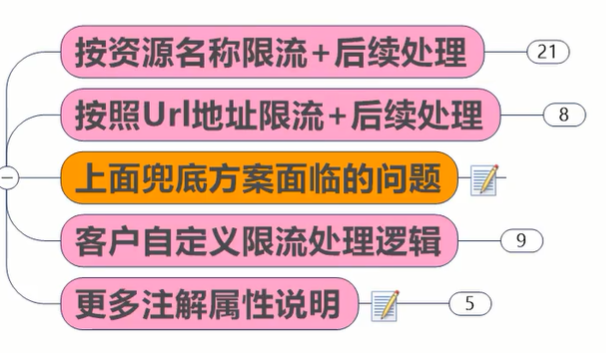 按资源名称限流+后续处理 21
按照Url地址限流+后续处理 8
上面兜底方案面临的问题
客户自定义限流处理逻辑 9
更多注解属性说明 5